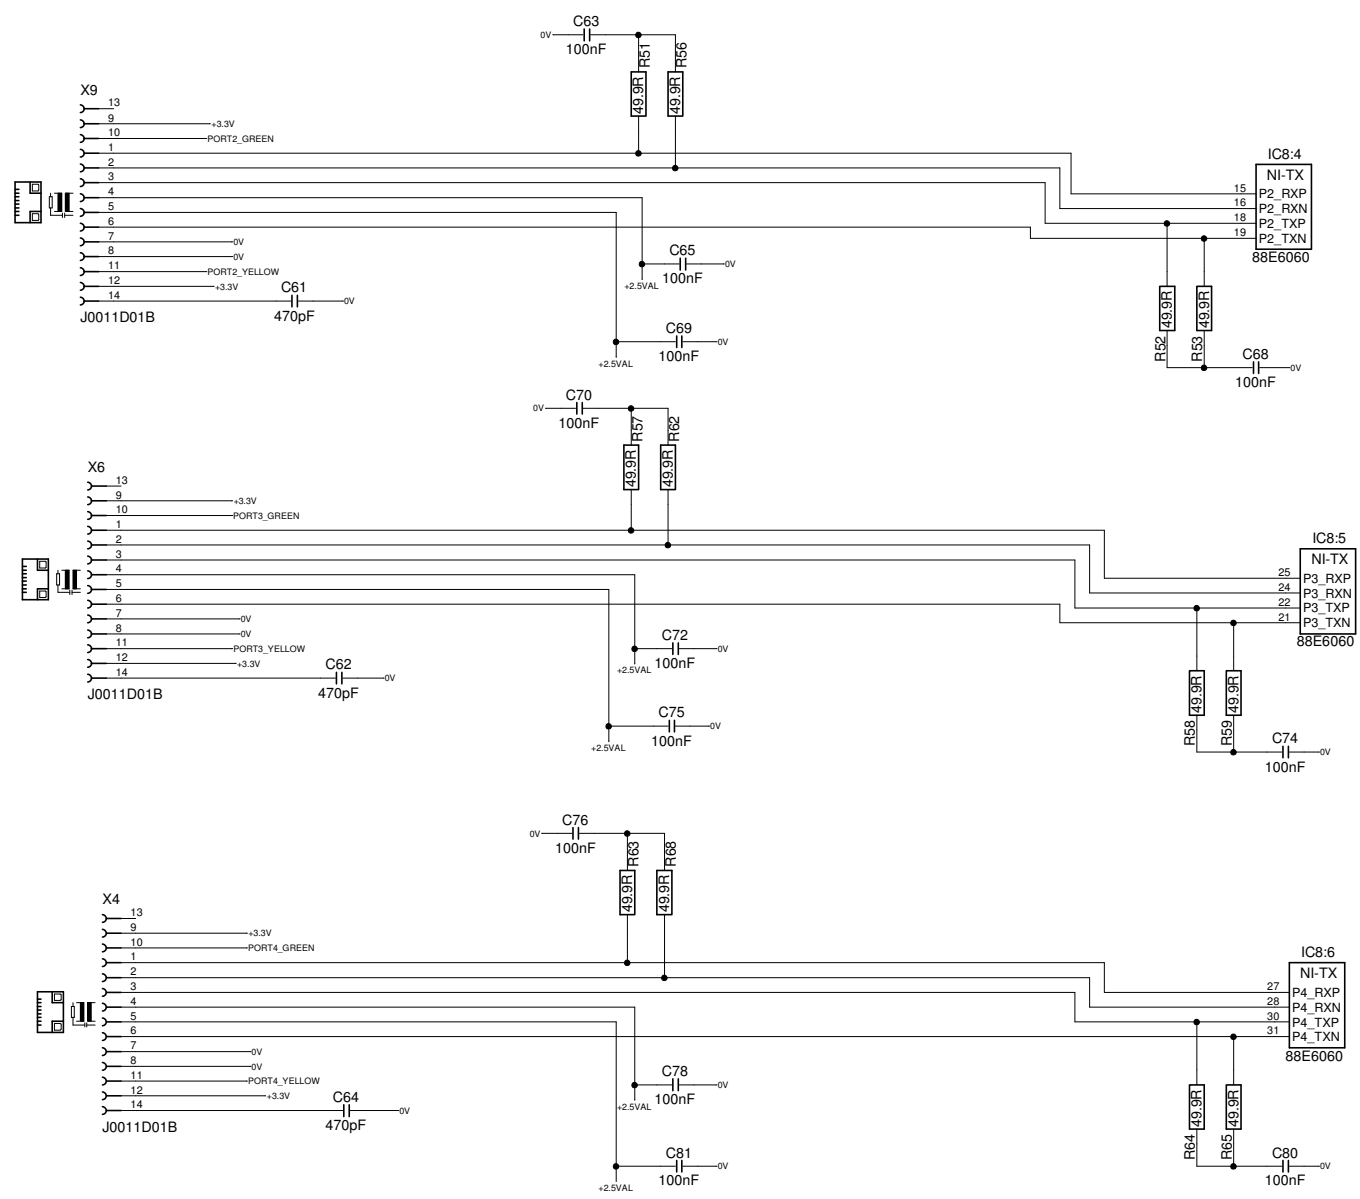 C63
0V
100nF
R51
R56
49.9R
49.9R
X9
13
9
+3.3V
10
PORT2_GREEN
1
2
3
4
5
6
7
0V
8
0V
11
PORT2_YELLOW
12
+3.3V
14
C61
0V
470pF
J0011D01B
C65
0V
100nF
+2.5VAL
C69
0V
100nF
+2.5VAL
IC8:4
NI-TX
15 P2_RXP
16 P2_RXN
18 P2_TXP
19 P2_TXN
88E6060
49.9R
49.9R
R52
R53
C68
0V
100nF
C70
0V
100nF
R57
R62
49.9R
49.9R
X6
13
9
+3.3V
10
PORT3_GREEN
1
2
3
4
5
6
7
0V
8
0V
11
PORT3_YELLOW
12
+3.3V
14
C62
0V
470pF
J0011D01B
C72
0V
100nF
+2.5VAL
C75
0V
100nF
+2.5VAL
IC8:5
NI-TX
25 P3_RXP
24 P3_RXN
22 P3_TXP
21 P3_TXN
88E6060
49.9R
49.9R
R58
R59
C74
0V
100nF
C76
0V
100nF
R63
R68
49.9R
49.9R
X4
13
9
+3.3V
10
PORT4_GREEN
1
2
3
4
5
6
7
0V
8
0V
11
PORT4_YELLOW
12
+3.3V
14
C64
0V
470pF
J0011D01B
C78
0V
100nF
+2.5VAL
C81
0V
100nF
+2.5VAL
IC8:6
NI-TX
27 P4_RXP
28 P4_RXN
30 P4_TXP
31 P4_TXN
88E6060
49.9R
49.9R
R64
R65
C80
0V
100nF